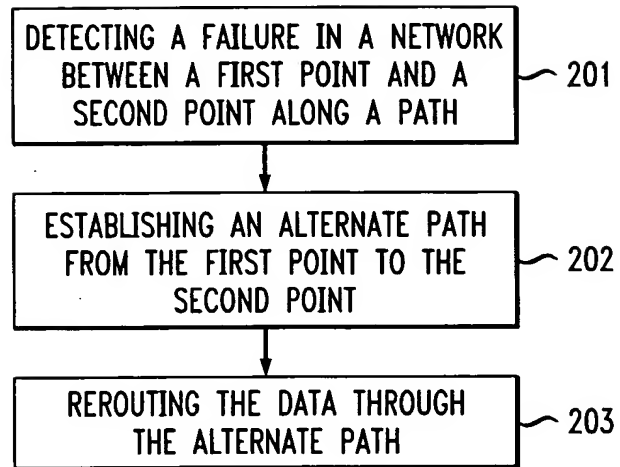 DETECTING A FAILURE IN A NETWORK
BETWEEN A FIRST POINT AND A
SECOND POINT ALONG A PATH
201
ESTABLISHING AN ALTERNATE PATH
FROM THE FIRST POINT TO THE
SECOND POINT
202
REROUTING THE DATA THROUGH
THE ALTERNATE PATH
203